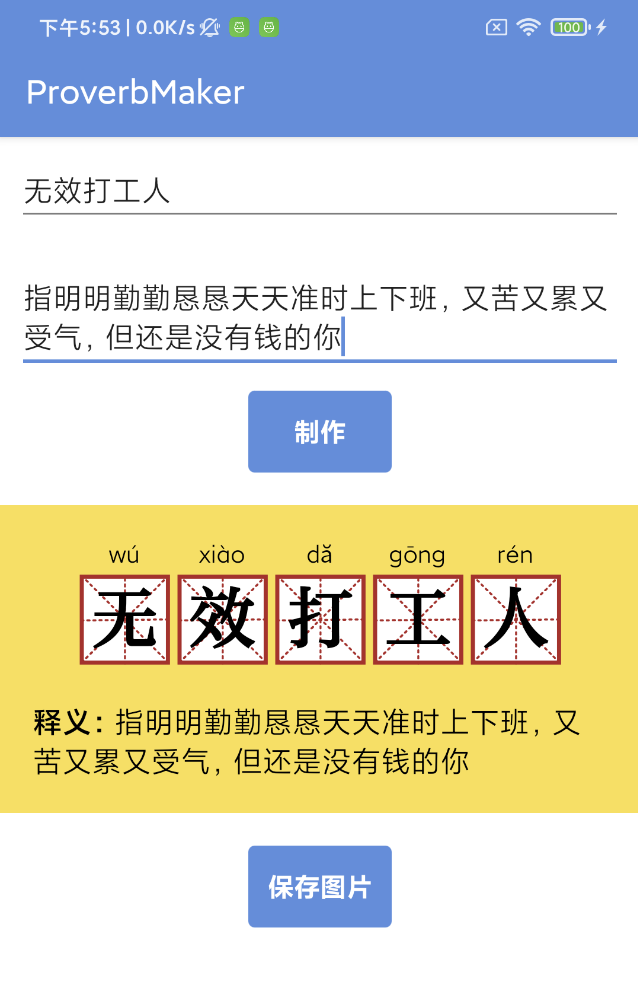 下午5:53 | 0.0K/s
100
ProverbMaker
无效打工人
指明明勤勤恳恳天天准时上下班，又苦又累又
受气，但还是没有钱的你
制作
wú xiào dǎ gōng rén
无效打工人
释义：指明明勤勤恳恳天天准时上下班，又
苦又累又受气，但还是没有钱的你
保存图片